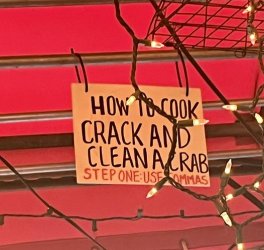 HOW TO COOK
CRACK AND
CLEAN A CRAB
STEP ONE: USE COMMAS